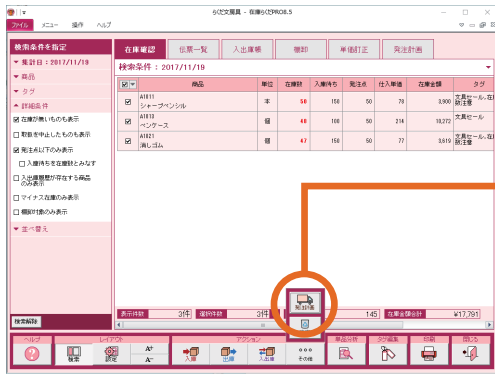 らくだ文房具 - 在庫らくだPRO8.5
ファイル メニュー 操作 ヘルプ
検索条件を指定
▼ 集計日：2017/11/19
▼ 商品
▼ タグ
▲ 詳細条件
☑ 在庫が無いものも表示
☐ 取扱を中止したものも表示
☑ 発注点以下のみ表示
☐ 入庫待ちを在庫数とみなす
☐ 入出庫履歴が存在する商品のみ表示
☐ マイナス在庫のみ表示
☐ 棚卸対象のみ表示
▼ 並べ替え
検索解除
在庫確認 伝票一覧 入出庫帳 棚卸 単価訂正 発注計画
検索条件：2017/11/19
商品 単位 在庫数 入庫待ち 発注点 仕入単価 在庫金額 タグ
A1011
シャープペンシル 本 50 150 50 78 3,900 文具セール、在庫数注意
A1018
ペンケース 個 48 100 50 214 10,272 文具セール
A1021
消しゴム 個 47 150 50 77 3,619 文具セール、在庫数注意
発注計画
表示件数 3件 選択件数 3件 145 在庫金額合計 ¥17,791
ヘルプ レイアウト アクション 単品分析 タグ編集 印刷 閉じる
検索 設定 A+ A- 入庫 出庫 入出庫 その他